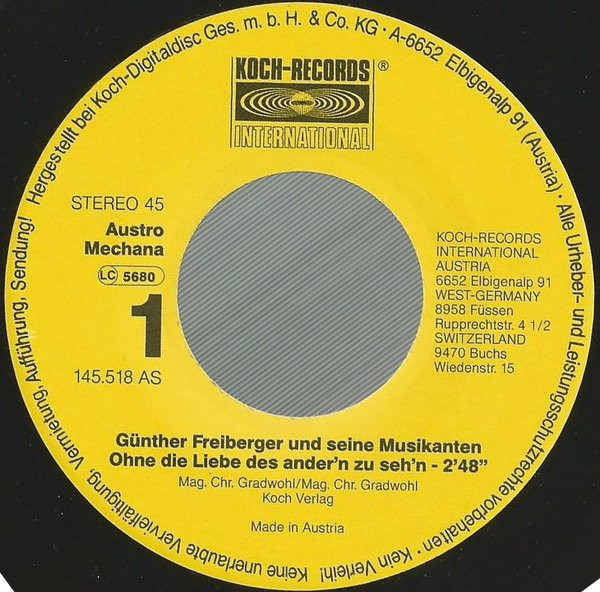 Hergestellt bei Koch-Digitaldisc Ges. m. b. H. & Co. KG · A-6652 Elbigenalp 91 (Austria) · Alle Urheber- und Leistungsschutzrechte vorbehalten · Kein Verleih! Keine unerlaubte Vervielfältigung, Vermietung, Aufführung, Sendung!
KOCH-RECORDS ®
INTERNATIONAL
STEREO 45
Austro
Mechana
LC 5680
1
145.518 AS
KOCH-RECORDS
INTERNATIONAL
AUSTRIA
6652 Elbigenalp 91
WEST-GERMANY
8958 Füssen
Rupprechtstr. 4 1/2
SWITZERLAND
9470 Buchs
Wiedenstr. 15
Günther Freiberger und seine Musikanten
Ohne die Liebe des ander'n zu seh'n - 2'48"
Mag. Chr. Gradwohl/Mag. Chr. Gradwohl
Koch Verlag
Made in Austria